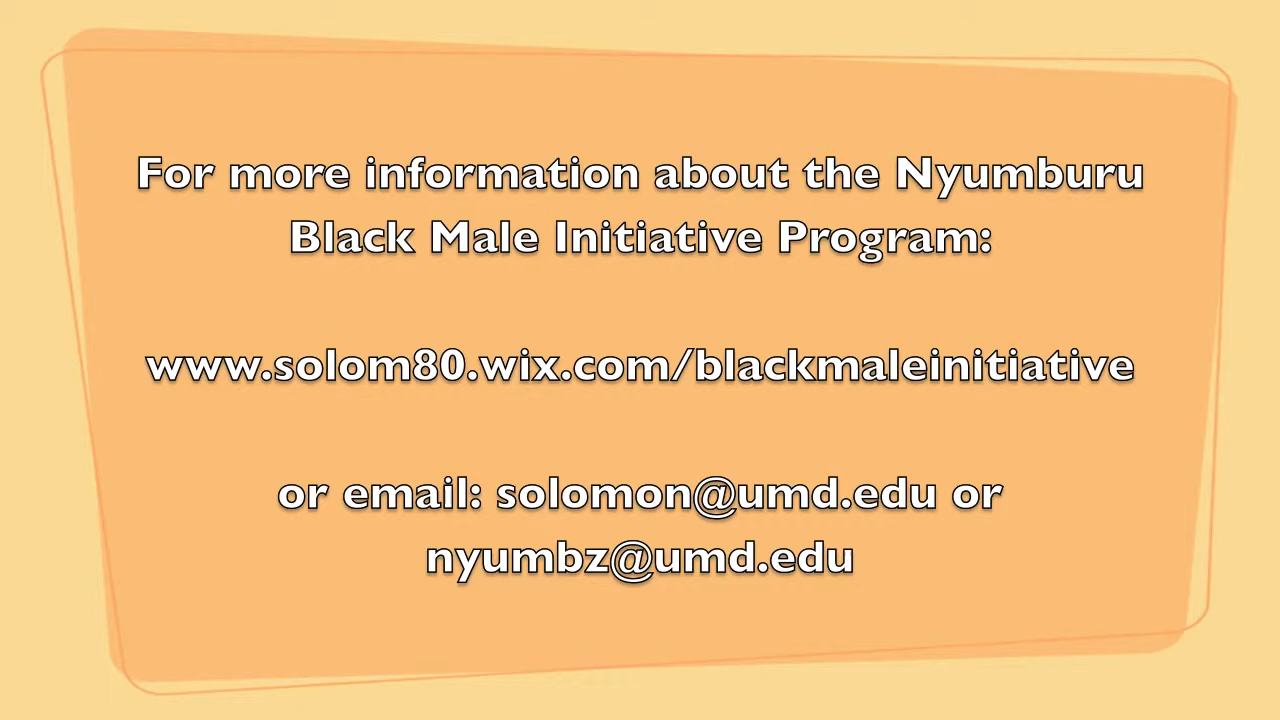 For more information about the Nyumburu
Black Male Initiative Program:
www.solom80.wix.com/blackmaleinitiative
or email: solomon@umd.edu or
nyumbz@umd.edu